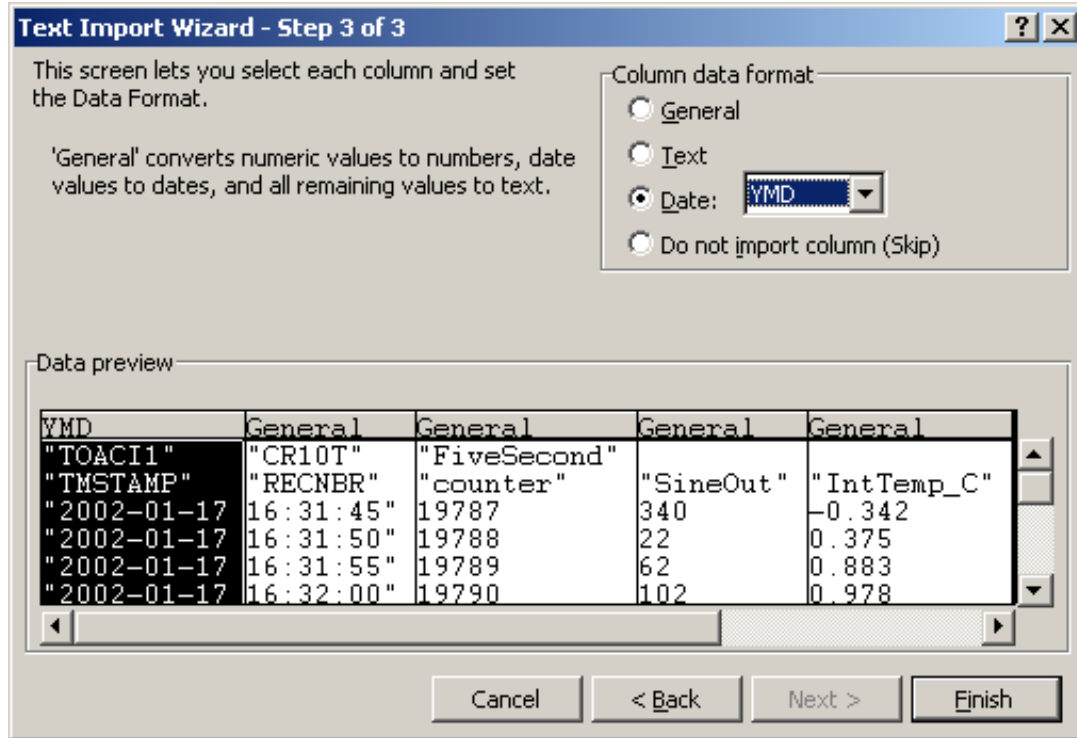 Text Import Wizard - Step 3 of 3
This screen lets you select each column and set
the Data Format.
'General' converts numeric values to numbers, date
values to dates, and all remaining values to text.
Column data format
General
Text
Date: YMD
Do not import column (Skip)
Data preview
YMD General General General General
"TOACI1" "CR10T" "FiveSecond"
"TMSTAMP" "RECNBR" "counter" "SineOut" "IntTemp_C"
"2002-01-17 16:31:45" 19787 340 -0.342
"2002-01-17 16:31:50" 19788 22 0.375
"2002-01-17 16:31:55" 19789 62 0.883
"2002-01-17 16:32:00" 19790 102 0.978
Cancel < Back Next > Finish